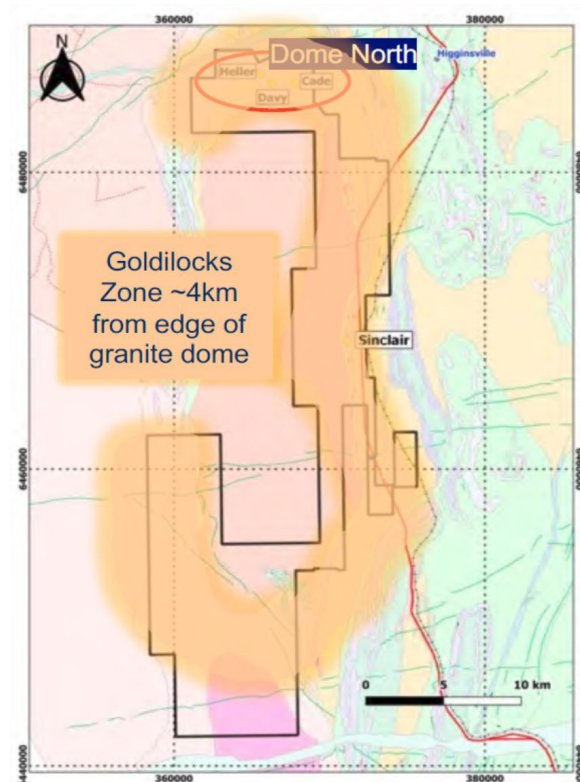 360000
380000
N
Dome North
Higginsville
Heller
Cade
Davy
6480000
Goldilocks
Zone ~4km
from edge of
granite dome
Sinclair
6460000
0 5 10 km
360000
380000